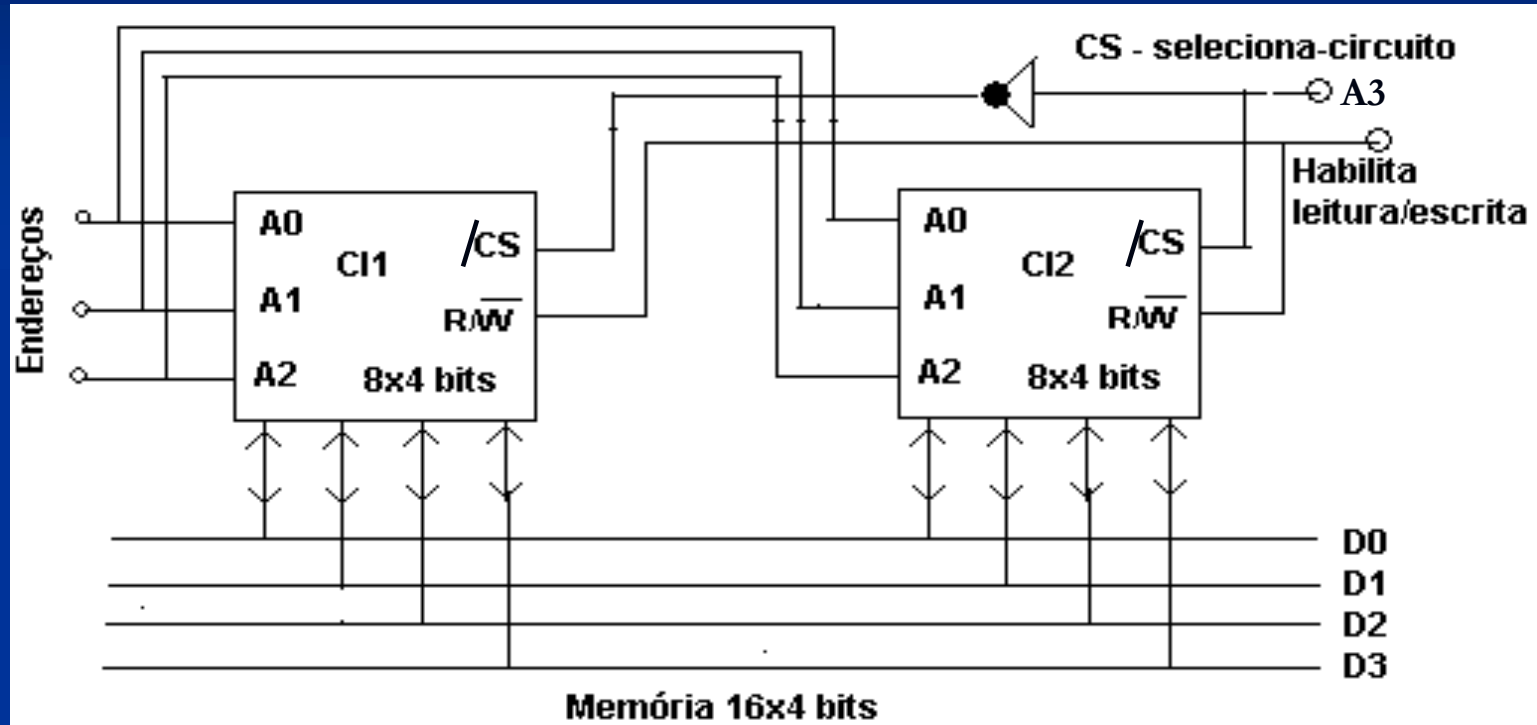 CS - seleciona-circuito
A3
Habilita
leitura/escrita
Endereços
A0
A1
A2
CI1
/CS
R/W̅
8x4 bits
A0
A1
A2
CI2
/CS
R/W̅
8x4 bits
D0
D1
D2
D3
Memória 16x4 bits